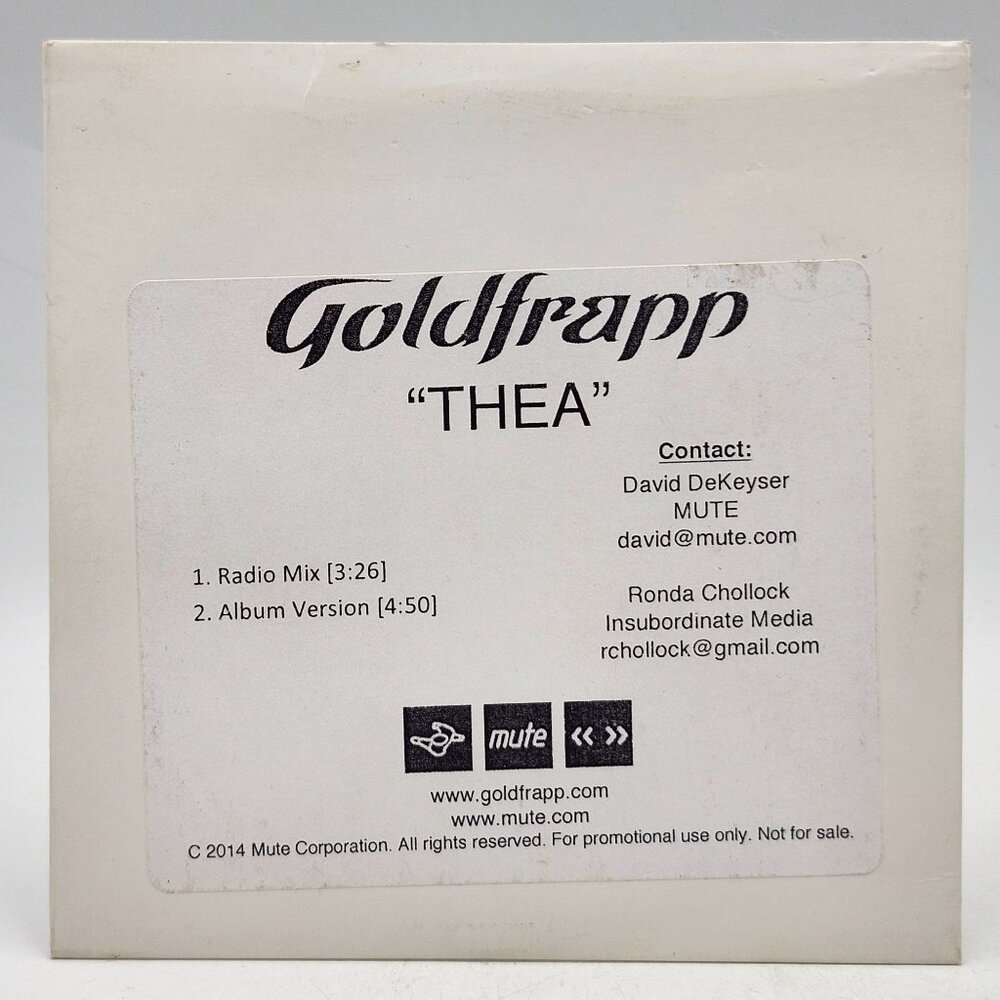 Goldfrapp
“THEA”
Contact:
David DeKeyser
MUTE
david@mute.com
1. Radio Mix [3:26]
2. Album Version [4:50]
Ronda Chollock
Insubordinate Media
rchollock@gmail.com
mute
www.goldfrapp.com
www.mute.com
C 2014 Mute Corporation. All rights reserved. For promotional use only. Not for sale.